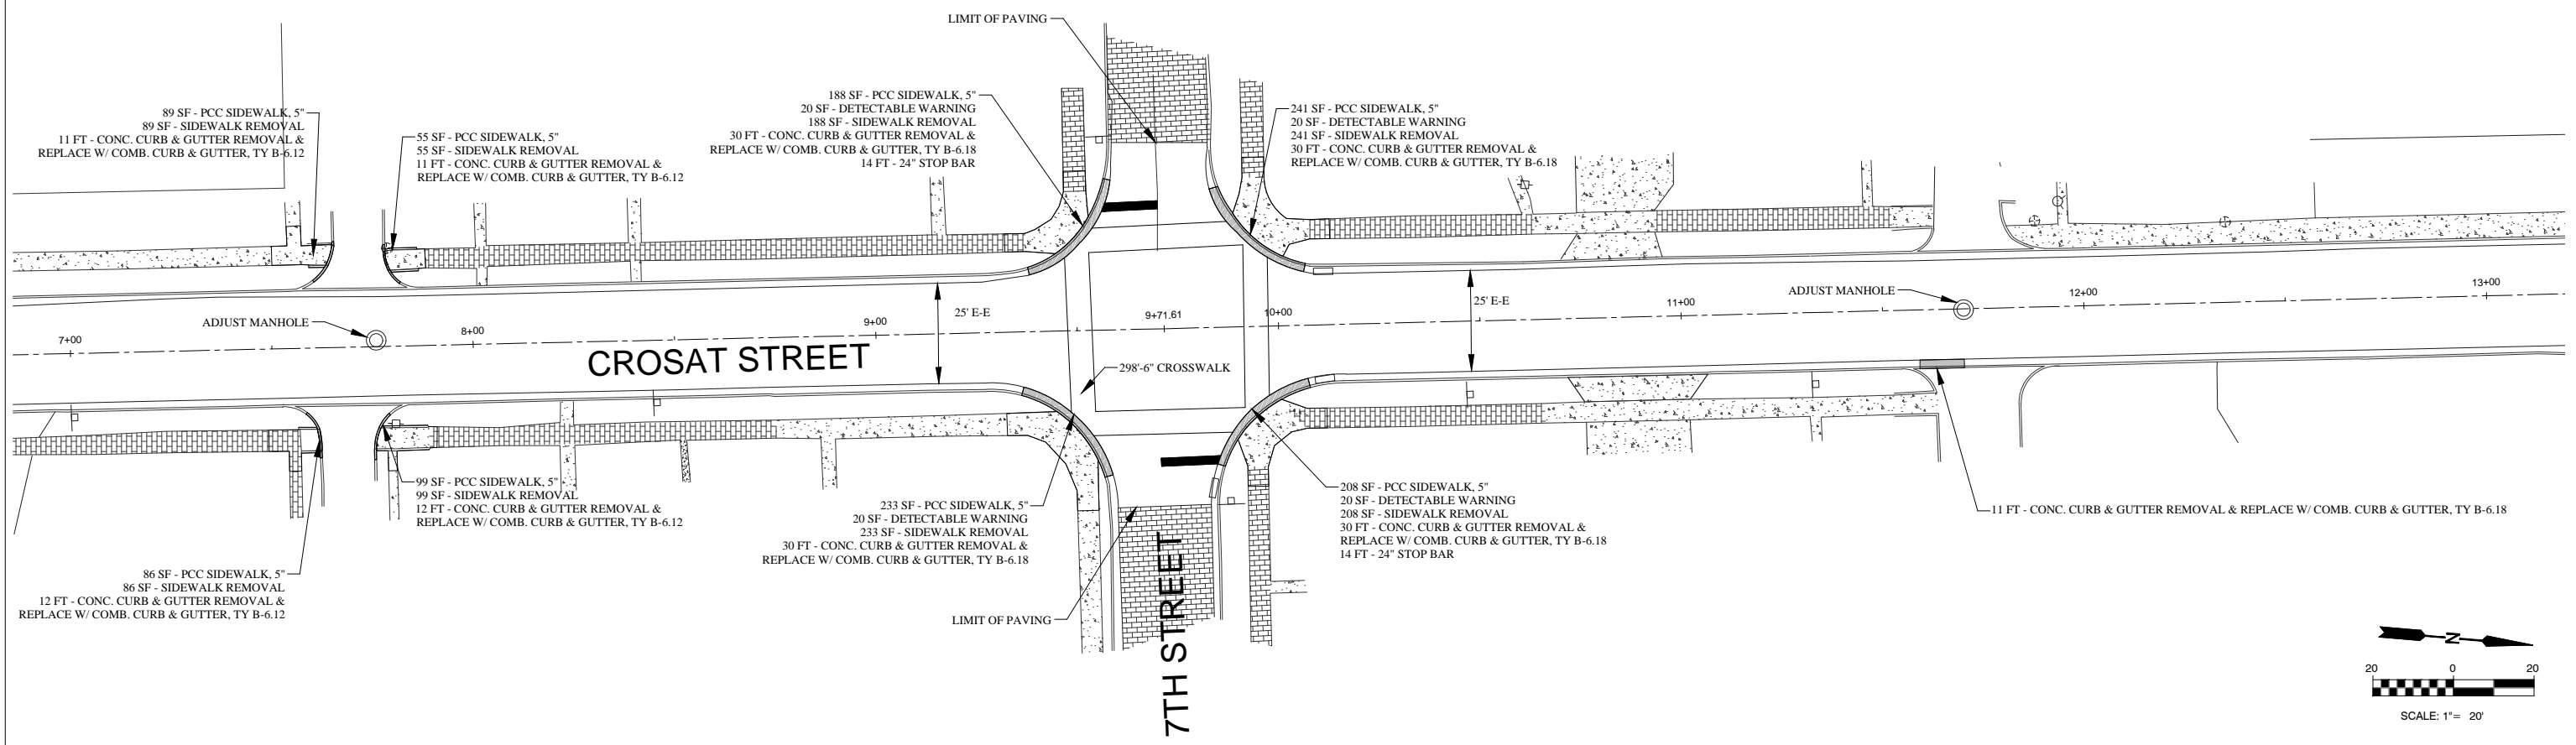 LIMIT OF PAVING
89 SF - PCC SIDEWALK, 5"
89 SF - SIDEWALK REMOVAL
11 FT - CONC. CURB & GUTTER REMOVAL &
REPLACE W/ COMB. CURB & GUTTER, TY B-6.12
55 SF - PCC SIDEWALK, 5"
55 SF - SIDEWALK REMOVAL
11 FT - CONC. CURB & GUTTER REMOVAL &
REPLACE W/ COMB. CURB & GUTTER, TY B-6.12
188 SF - PCC SIDEWALK, 5"
20 SF - DETECTABLE WARNING
188 SF - SIDEWALK REMOVAL
30 FT - CONC. CURB & GUTTER REMOVAL &
REPLACE W/ COMB. CURB & GUTTER, TY B-6.18
14 FT - 24" STOP BAR
241 SF - PCC SIDEWALK, 5"
20 SF - DETECTABLE WARNING
241 SF - SIDEWALK REMOVAL
30 FT - CONC. CURB & GUTTER REMOVAL &
REPLACE W/ COMB. CURB & GUTTER, TY B-6.18
7+00
ADJUST MANHOLE
8+00
CROSAT STREET
9+00
25' E-E
9+71.61
10+00
298'-6" CROSSWALK
25' E-E
11+00
ADJUST MANHOLE
12+00
13+00
86 SF - PCC SIDEWALK, 5"
86 SF - SIDEWALK REMOVAL
12 FT - CONC. CURB & GUTTER REMOVAL &
REPLACE W/ COMB. CURB & GUTTER, TY B-6.12
99 SF - PCC SIDEWALK, 5"
99 SF - SIDEWALK REMOVAL
12 FT - CONC. CURB & GUTTER REMOVAL &
REPLACE W/ COMB. CURB & GUTTER, TY B-6.12
233 SF - PCC SIDEWALK, 5"
20 SF - DETECTABLE WARNING
233 SF - SIDEWALK REMOVAL
30 FT - CONC. CURB & GUTTER REMOVAL &
REPLACE W/ COMB. CURB & GUTTER, TY B-6.18
LIMIT OF PAVING
7TH STREET
208 SF - PCC SIDEWALK, 5"
20 SF - DETECTABLE WARNING
208 SF - SIDEWALK REMOVAL
30 FT - CONC. CURB & GUTTER REMOVAL &
REPLACE W/ COMB. CURB & GUTTER, TY B-6.18
14 FT - 24" STOP BAR
11 FT - CONC. CURB & GUTTER REMOVAL & REPLACE W/ COMB. CURB & GUTTER, TY B-6.18
N
20 0 20
SCALE: 1"= 20'